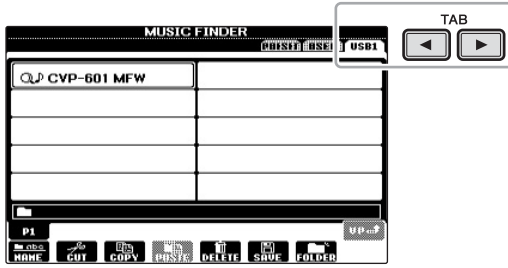 TAB
MUSIC FINDER
PRESET USER USB1
CVP-601 MFW
P1
UP
NAME CUT COPY PASTE DELETE SAVE FOLDER